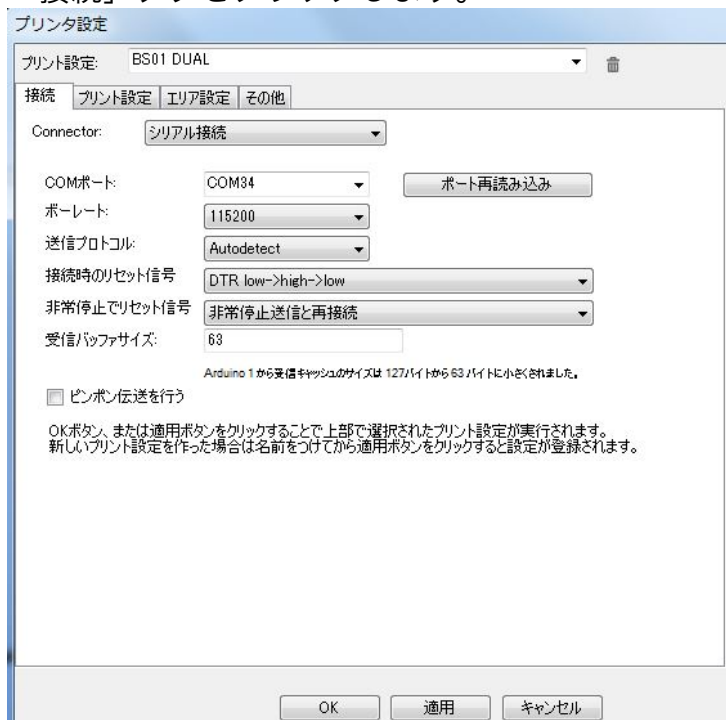 接続」タブをクリックします。
プリンタ設定
プリント設定: BS01 DUAL
接続 プリント設定 エリア設定 その他
Connector: シリアル接続
COMポート: COM34 ポート再読み込み
ボーレート: 115200
送信プロトコル: Autodetect
接続時のリセット信号 DTR low->high->low
非常停止でリセット信号 非常停止送信と再接続
受信バッファサイズ: 63
Arduino 1 から受信キャッシュのサイズは 127バイトから 63 バイトに小さくされました。
ピンポン伝送を行う
OKボタン、または適用ボタンをクリックすることで上部で選択されたプリント設定が実行されます。
新しいプリント設定を作った場合は名前をつけてから適用ボタンをクリックすると設定が登録されます。
OK 適用 キャンセル